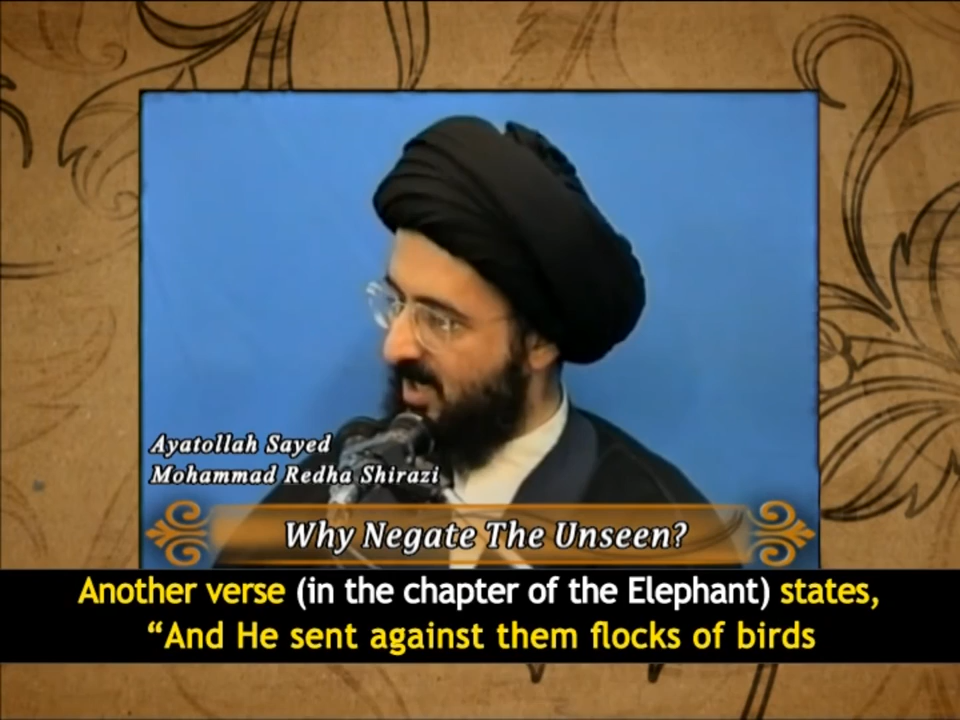 Ayatollah Sayed
Mohammad Redha Shirazi
Why Negate The Unseen?
Another verse (in the chapter of the Elephant) states,
“And He sent against them flocks of birds